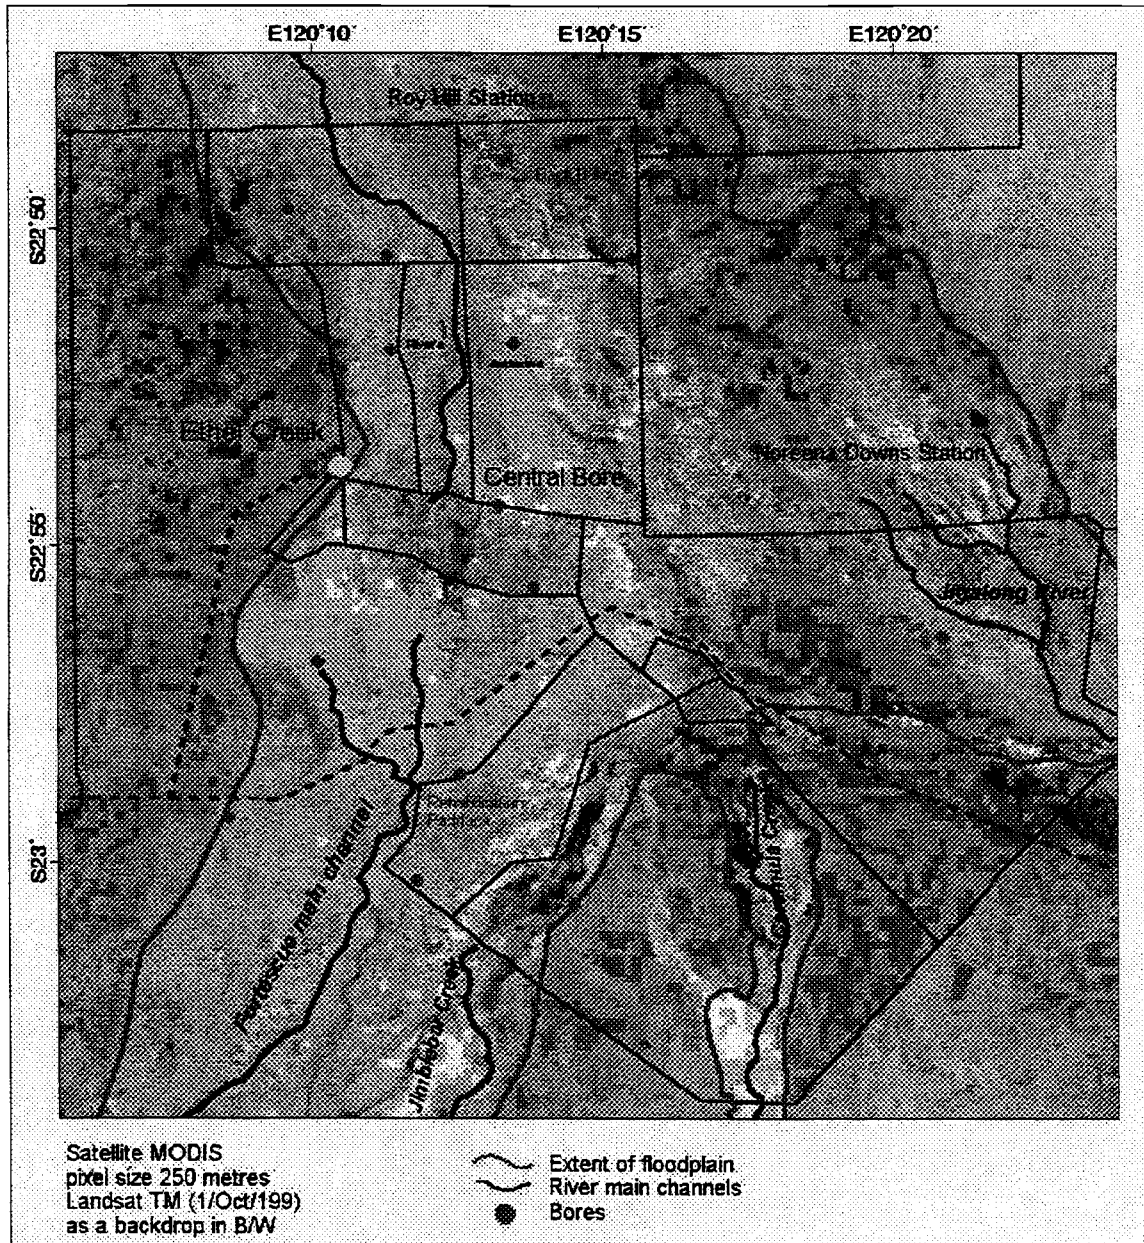 E120°10′
E120°15′
E120°20′
Roy Hill Station
S22°50′
Ethel Creek
Central Bore
Noreena Downs Station
S22°55′
Jigalong River
S23°
Fortescue main channel
Jimblebar Creek
Satellite MODIS
pixel size 250 metres
Landsat TM (1/Oct/199)
as a backdrop in B/W
Extent of floodplain
River main channels
Bores